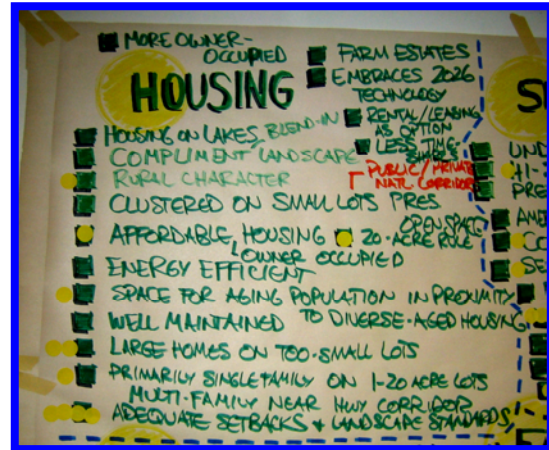 MORE OWNER-
OCCUPIED
FARM ESTATES
EMBRACES 2026
TECHNOLOGY
HOUSING
RENTAL/LEASING
AS OPTION
LESS TIME-
HOUSING ON LAKES, BLEND-IN
COMPLIMENT LANDSCAPE
RURAL CHARACTER
PUBLIC/PRIVATE
NATL. CORRIDORS
CLUSTERED ON SMALL LOTS PRES
OPEN SPACE
AFFORDABLE HOUSING 20-ACRE
OWNER OCCUPIED
ENERGY EFFICIENT
SPACE FOR AGING POPULATION IN PROXIMITY
TO DIVERSE-AGED HOUSING
WELL MAINTAINED
LARGE HOMES ON TOO-SMALL LOTS
PRIMARILY SINGLE FAMILY ON 1-20 ACRE LOTS
MULTI-FAMILY NEAR HWY CORRIDOR
ADEQUATE SETBACKS + LANDSCAPE STANDARDS